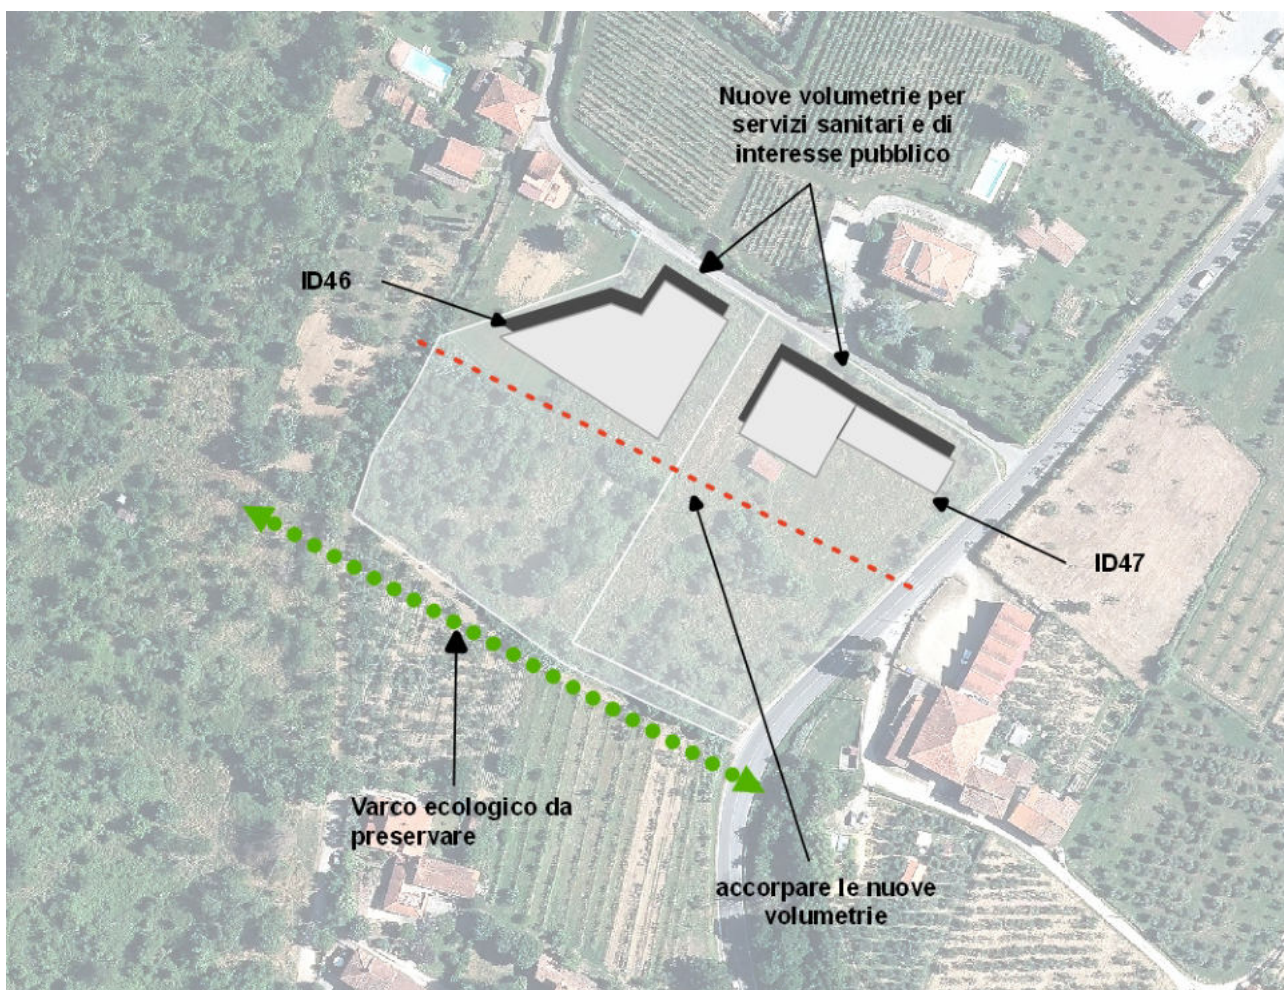 Nuove volumetrie per
servizi sanitari e di
interesse pubblico
ID46
ID47
Varco ecologico da
preservare
accorpare le nuove
volumetrie